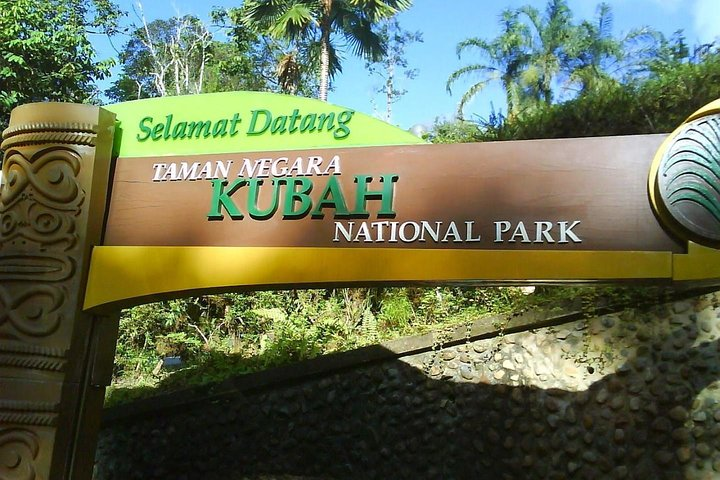 Selamat Datang
TAMAN NEGARA
KUBAH
NATIONAL PARK